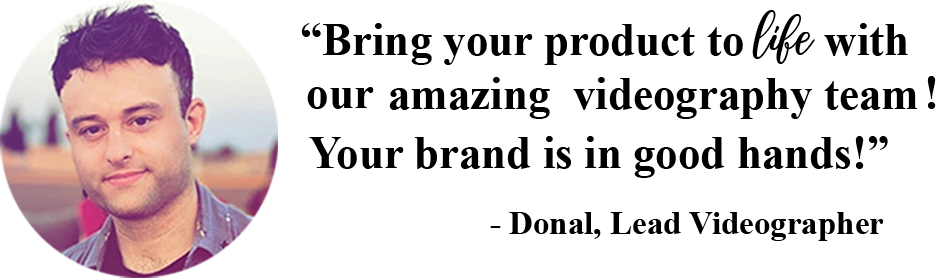 “Bring your product to life with
our amazing videography team!
Your brand is in good hands!”
- Donal, Lead Videographer